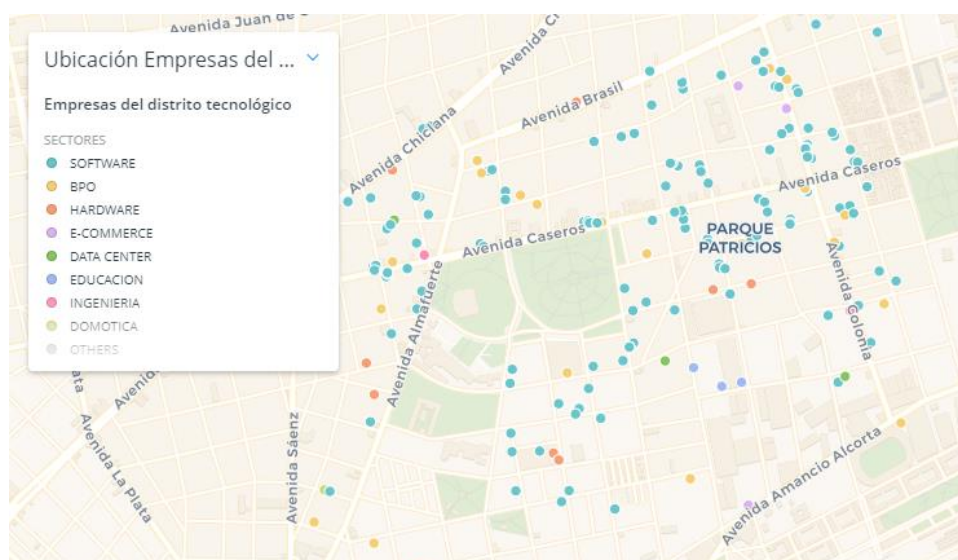 Avenida Juan de
Ubicación Empresas del ...
Empresas del distrito tecnológico
SECTORES
SOFTWARE
BPO
HARDWARE
E-COMMERCE
DATA CENTER
EDUCACION
INGENIERIA
DOMOTICA
OTHERS
Avenida
Avenida Brasil
Avenida Chiclana
Avenida Caseros
Avenida Caseros
PARQUE
PATRICIOS
Avenida Colonia
Avenida Almafuerte
Avenida Sáenz
Avenida La Plata
Avenida Amancio Alcorta